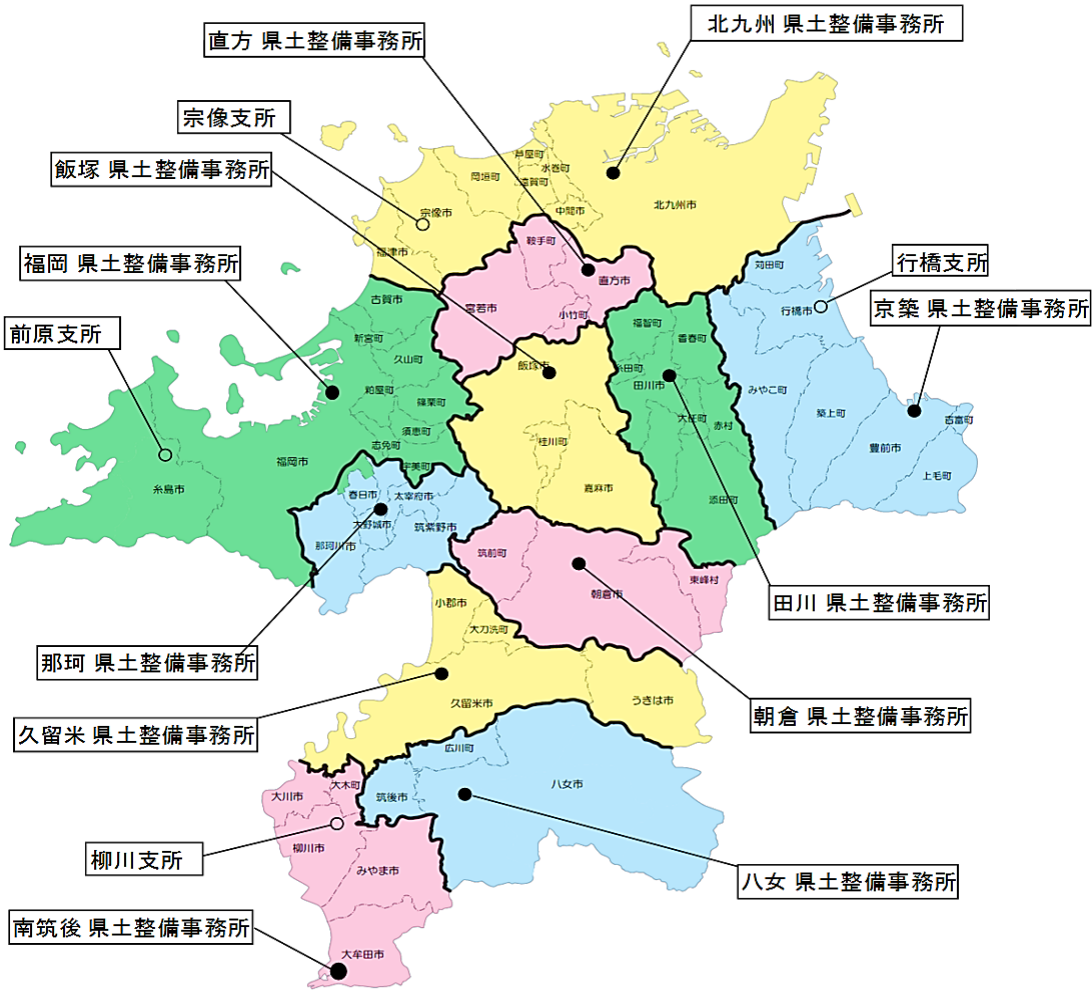 北九州 県土整備事務所
直方 県土整備事務所
宗像支所
飯塚 県土整備事務所
福岡 県土整備事務所
前原支所
行橋支所
京築 県土整備事務所
田川 県土整備事務所
那珂 県土整備事務所
朝倉 県土整備事務所
久留米 県土整備事務所
柳川支所
八女 県土整備事務所
南筑後 県土整備事務所
芦屋町
水巻町
岡垣町
遠賀町
中間市
北九州市
宗像市
福津市
鞍手町
直方市
宮若市
小竹町
苅田町
行橋市
みやこ町
築上町
豊前市
吉富町
上毛町
古賀市
新宮町
久山町
粕屋町
篠栗町
須恵町
志免町
宇美町
福岡市
糸島市
福智町
香春町
糸田町
田川市
大任町
赤村
添田町
飯塚市
桂川町
嘉麻市
春日市
太宰府市
大野城市
筑紫野市
那珂川市
筑前町
朝倉市
東峰村
小郡市
大刀洗町
久留米市
うきは市
広川町
筑後市
八女市
大木町
大川市
柳川市
みやま市
大牟田市